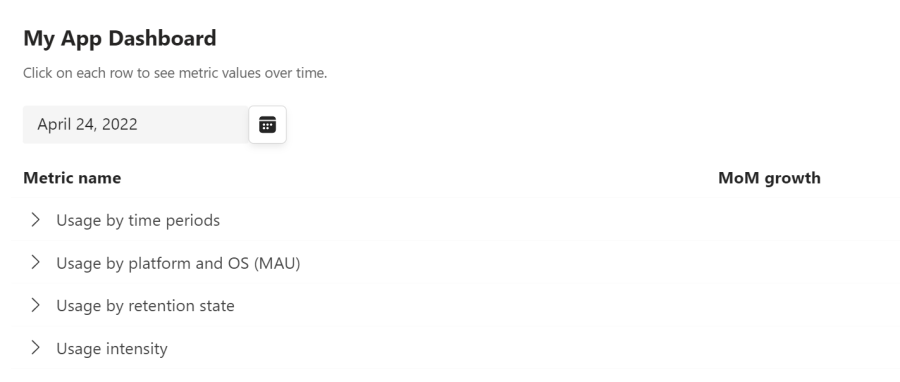 My App Dashboard
Click on each row to see metric values over time.
April 24, 2022
Metric name MoM growth
Usage by time periods
Usage by platform and OS (MAU)
Usage by retention state
Usage intensity